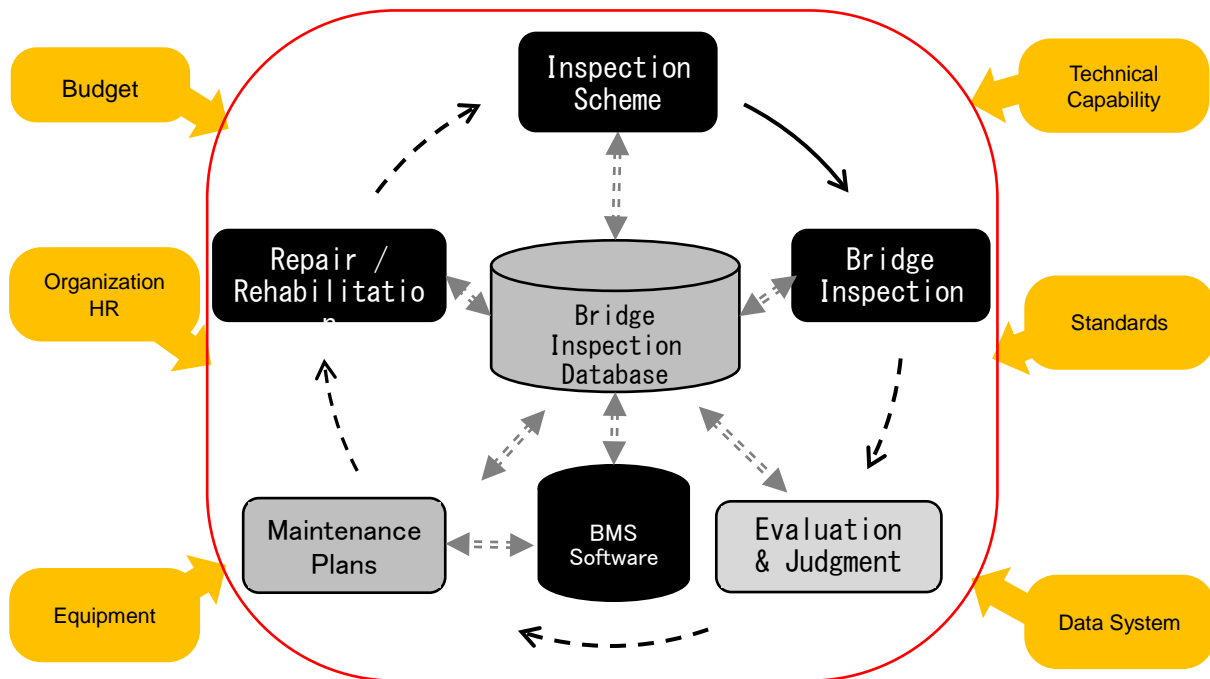 Inspection
Scheme
Budget
Technical
Capability
Repair /
Rehabilitatio
n
Bridge
Inspection
Organization
HR
Bridge
Inspection
Database
Standards
Maintenance
Plans
BMS
Software
Evaluation
& Judgment
Equipment
Data System